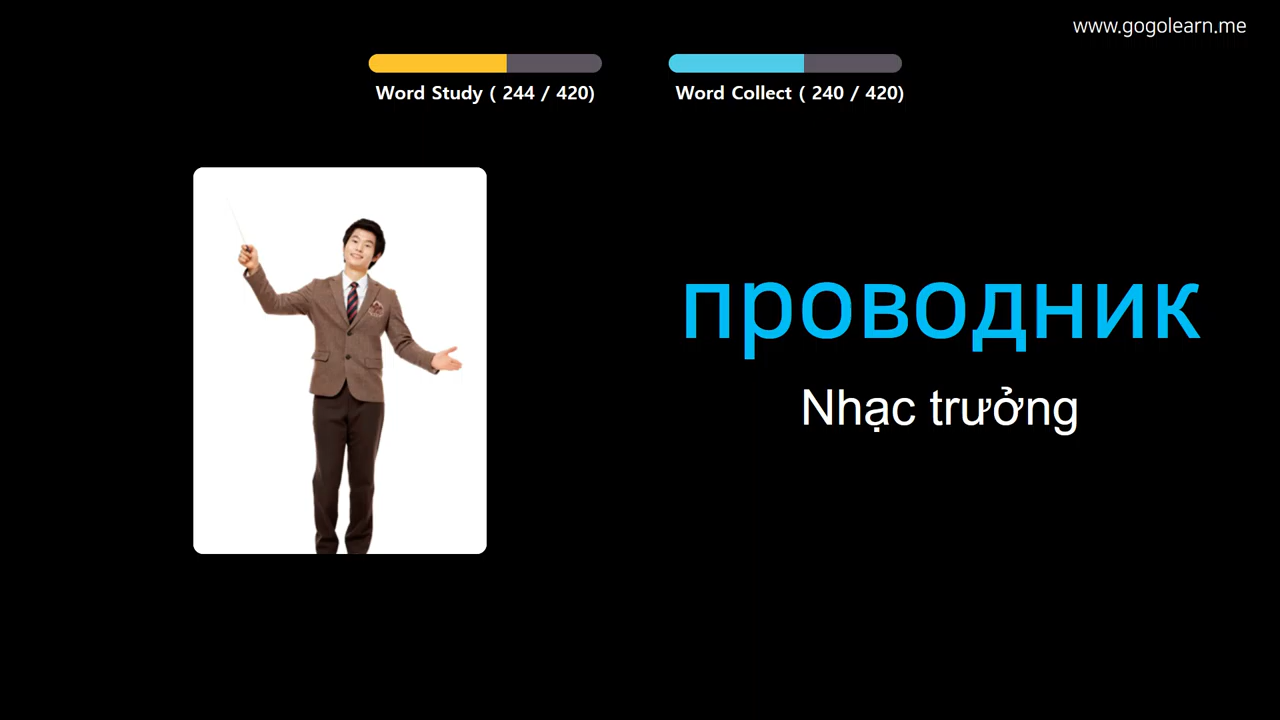 www.gogolearn.me
Word Study ( 244 / 420)
Word Collect ( 240 / 420)
проводник
Nhạc trưởng